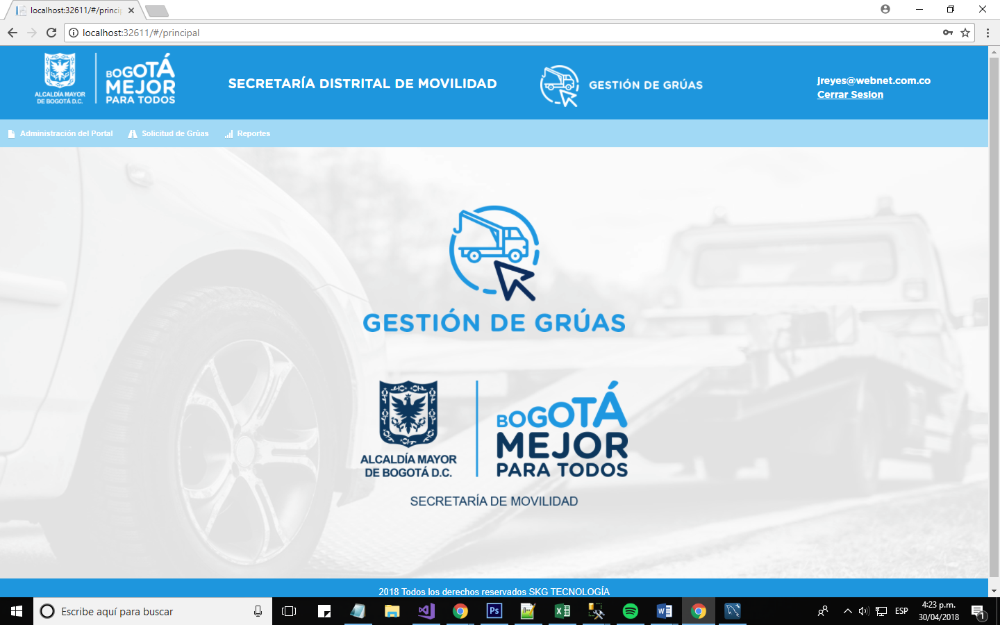 localhost:32611/#/princip
localhost:32611/#/principal
ALCALDÍA MAYOR
DE BOGOTÁ D.C.
BOGOTÁ
MEJOR
PARA TODOS
SECRETARÍA DISTRITAL DE MOVILIDAD
GESTIÓN DE GRÚAS
jreyes@webnet.com.co
Cerrar Sesion
Administración del Portal
Solicitud de Grúas
Reportes
GESTIÓN DE GRÚAS
ALCALDÍA MAYOR
DE BOGOTÁ D.C.
BOGOTÁ
MEJOR
PARA TODOS
SECRETARÍA DE MOVILIDAD
2018 Todos los derechos reservados SKG TECNOLOGÍA
Escribe aquí para buscar
Ps
ESP
4:23 p.m.
30/04/2018
1